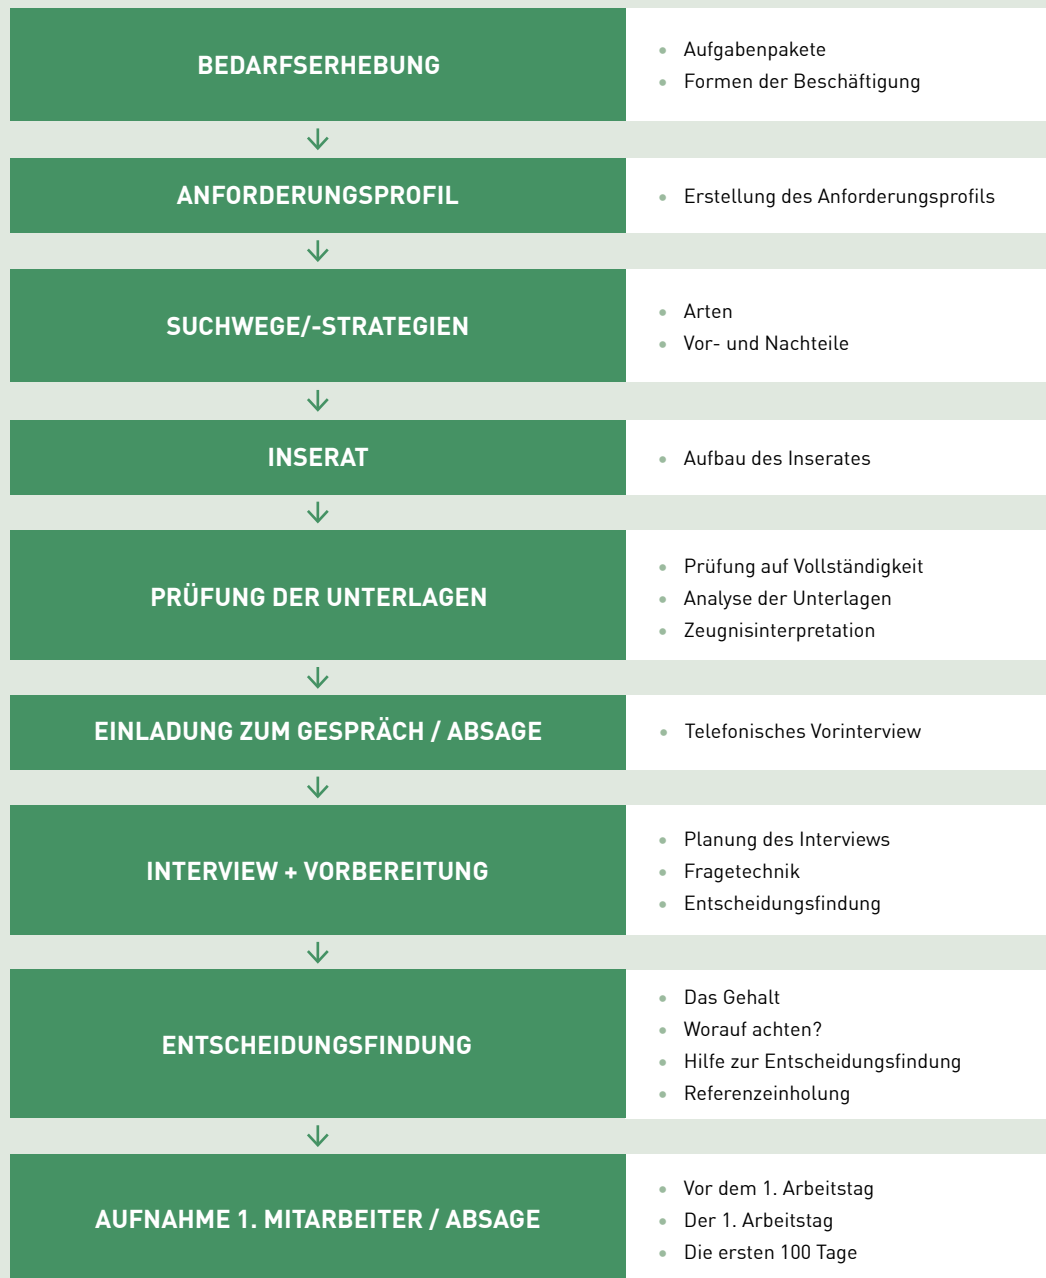 BEDARFSERHEBUNG
• Aufgabenpakete
• Formen der Beschäftigung
↓
ANFORDERUNGSPROFIL
• Erstellung des Anforderungsprofils
↓
SUCHWEGE/-STRATEGIEN
• Arten
• Vor- und Nachteile
↓
INSERAT
• Aufbau des Inserates
↓
PRÜFUNG DER UNTERLAGEN
• Prüfung auf Vollständigkeit
• Analyse der Unterlagen
• Zeugnisinterpretation
↓
EINLADUNG ZUM GESPRÄCH / ABSAGE
• Telefonisches Vorinterview
↓
INTERVIEW + VORBEREITUNG
• Planung des Interviews
• Fragetechnik
• Entscheidungsfindung
↓
ENTSCHEIDUNGSFINDUNG
• Das Gehalt
• Worauf achten?
• Hilfe zur Entscheidungsfindung
• Referenzeinholung
↓
AUFNAHME 1. MITARBEITER / ABSAGE
• Vor dem 1. Arbeitstag
• Der 1. Arbeitstag
• Die ersten 100 Tage